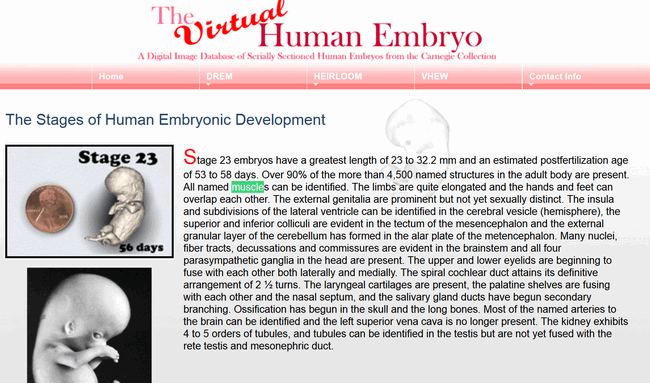 The Virtual
Human Embryo
A Digital Image Database of Serially Sectioned Human Embryos from the Carnegie Collection
Home DREM HEIRLOOM VHEW Contact Info
The Stages of Human Embryonic Development
Stage 23
56 days
Stage 23 embryos have a greatest length of 23 to 32.2 mm and an estimated postfertilization age
of 53 to 58 days. Over 90% of the more than 4,500 named structures in the adult body are present.
All named muscles can be identified. The limbs are quite elongated and the hands and feet can
overlap each other. The external genitalia are prominent but not yet sexually distinct. The insula
and subdivisions of the lateral ventricle can be identified in the cerebral vesicle (hemisphere), the
superior and inferior colliculi are evident in the tectum of the mesencephalon and the external
granular layer of the cerebellum has formed in the alar plate of the metencephalon. Many nuclei,
fiber tracts, decussations and commissures are evident in the brainstem and all four
parasympathetic ganglia in the head are present. The upper and lower eyelids are beginning to
fuse with each other both laterally and medially. The spiral cochlear duct attains its definitive
arrangement of 2 ½ turns. The laryngeal cartilages are present, the palatine shelves are fusing
with each other and the nasal septum, and the salivary gland ducts have begun secondary
branching. Ossification has begun in the skull and the long bones. Most of the named arteries to
the brain can be identified and the left superior vena cava is no longer present. The kidney exhibits
4 to 5 orders of tubules, and tubules can be identified in the testis but are not yet fused with the
rete testis and mesonephric duct.